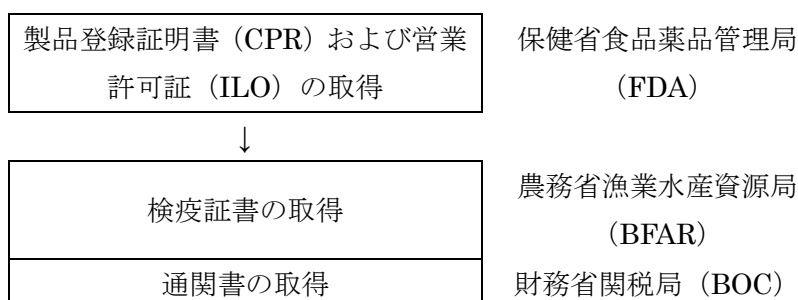 製品登録証明書（CPR）および営業
許可証（ILO）の取得
保健省食品薬品管理局
（FDA）
↓
検疫証書の取得
農務省漁業水産資源局
（BFAR）
通関書の取得
財務省関税局（BOC）